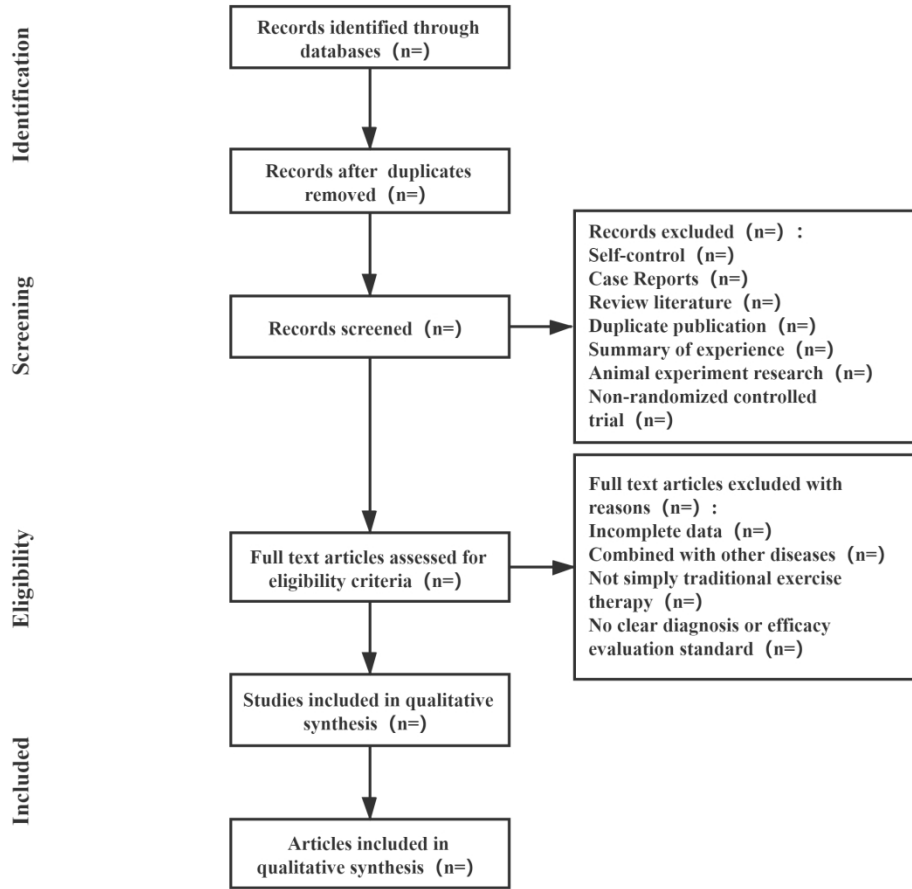 Identification
Records identified through
databases (n=)
Records after duplicates
removed (n=)
Screening
Records screened (n=)
Records excluded (n=) :
Self-control (n=)
Case Reports (n=)
Review literature (n=)
Duplicate publication (n=)
Summary of experience (n=)
Animal experiment research (n=)
Non-randomized controlled
trial (n=)
Eligibility
Full text articles assessed for
eligibility criteria (n=)
Full text articles excluded with
reasons (n=) :
Incomplete data (n=)
Combined with other diseases (n=)
Not simply traditional exercise
therapy (n=)
No clear diagnosis or efficacy
evaluation standard (n=)
Included
Studies included in qualitative
synthesis (n=)
Articles included in
qualitative synthesis (n=)